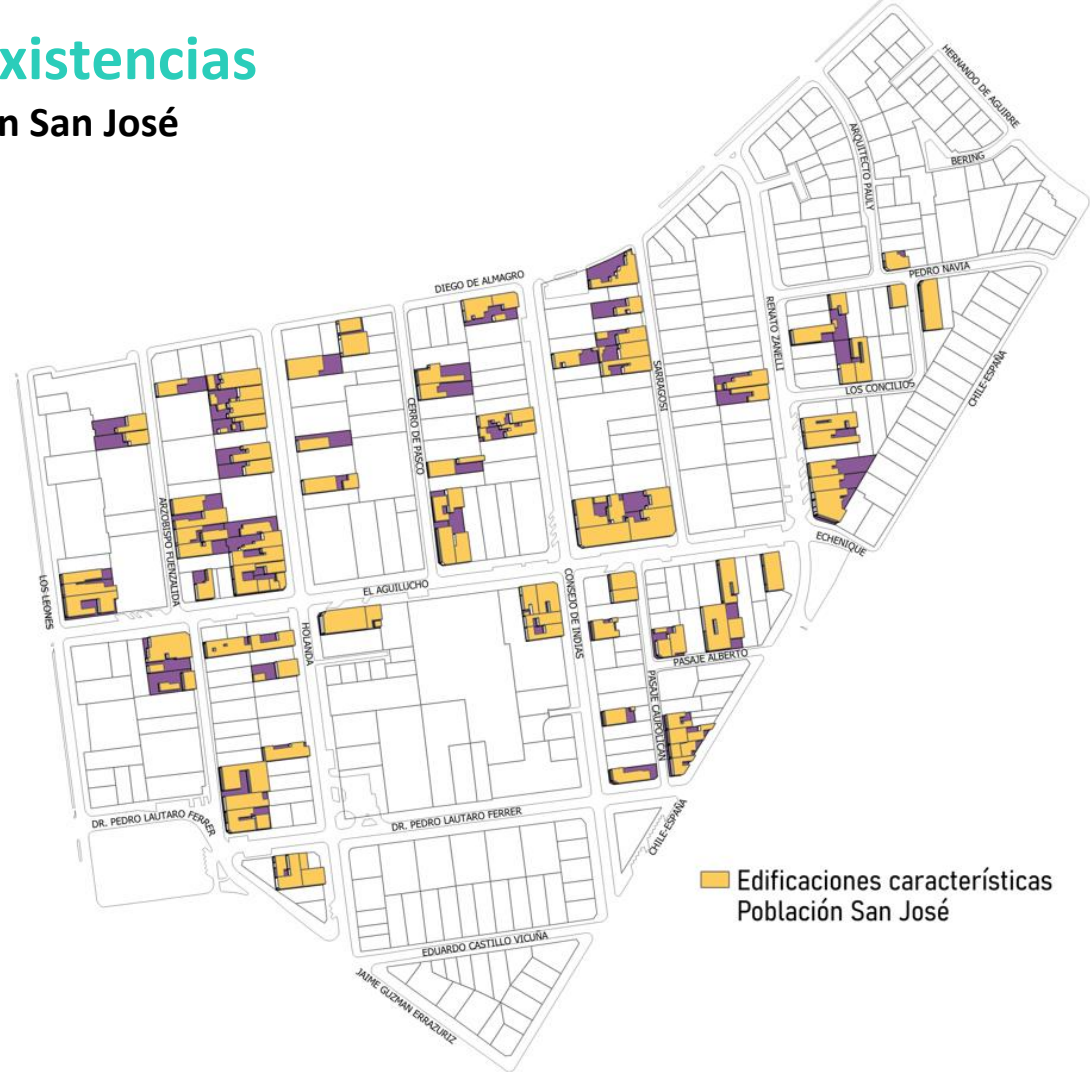 xistencias
n San José
HERNANDO DE AGUIRRE
ARQUITECTO PAULY
BERING
PEDRO NAVIA
DIEGO DE ALMAGRO
RENATO ZANELLI
SARRAGOSI
CHILE-ESPAÑA
LOS CONCILIOS
CERRO DE PASCO
ARZOBISPO FUENZALIDA
ECHENIQUE
LOS LEONES
EL AGUILUCHO
CONSEJO DE INDIAS
HOLANDA
PASAJE ALBERTO
PASAJE CAUPOLICAN
DR. PEDRO LAUTARO FERRER
DR. PEDRO LAUTARO FERRER
CHILE-ESPAÑA
Edificaciones características
Población San José
EDUARDO CASTILLO VICUÑA
JAIME GUZMAN ERRAZURIZ